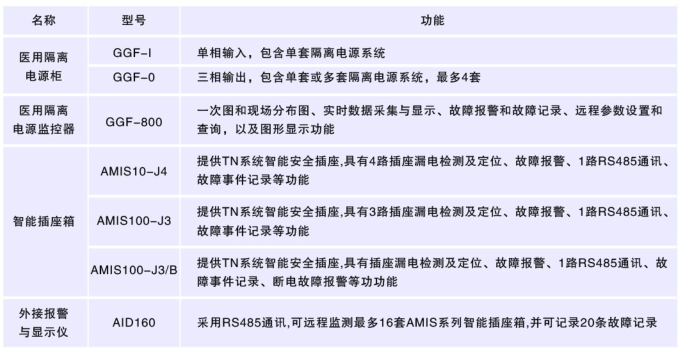 名称 型号 功能
医用隔离
电源柜
GGF-I 单相输入，包含单套隔离电源系统
GGF-0 三相输出，包含单套或多套隔离电源系统，最多4套
医用隔离
电源监控器
GGF-800
一次图和现场分布图、实时数据采集与显示、故障报警和故障记录、远程参数设置和
查询，以及图形显示功能
智能插座箱
AMIS10-J4
提供TN系统智能安全插座,具有4路插座漏电检测及定位、故障报警、1路RS485通讯、
故障事件记录等功能
AMIS100-J3
提供TN系统智能安全插座,具有3路插座漏电检测及定位、故障报警、1路RS485通讯、
故障事件记录等功能
AMIS100-J3/B
提供TN系统智能安全插座,具有插座漏电检测及定位、故障报警、1路RS485通讯、故
障事件记录、断电故障报警等功功能
外接报警
与显示仪
AID160
采用RS485通讯,可远程监测最多16套AMIS系列智能插座箱,并可记录20条故障记录